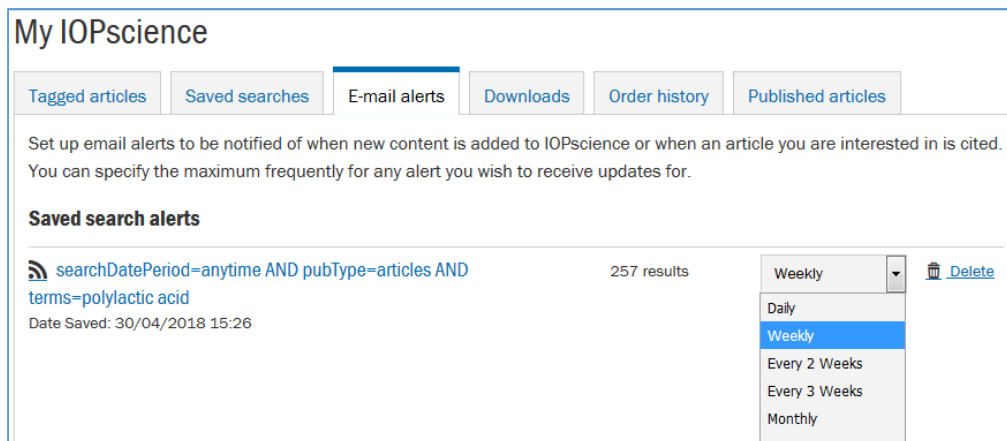 My IOPscience
Tagged articles Saved searches E-mail alerts Downloads Order history Published articles
Set up email alerts to be notified of when new content is added to IOPscience or when an article you are interested in is cited.
You can specify the maximum frequently for any alert you wish to receive updates for.
Saved search alerts
searchDatePeriod=anytime AND pubType=articles AND 257 results Weekly Delete
terms=polylactic acid
Date Saved: 30/04/2018 15:26
Daily
Weekly
Every 2 Weeks
Every 3 Weeks
Monthly